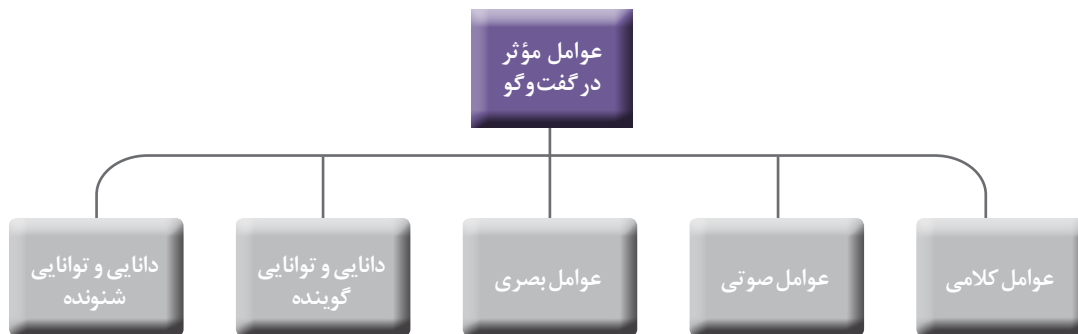 عوامل مؤثر
در گفت‌وگو
عوامل کلامی
عوامل صوتی
عوامل بصری
دانایی و توانایی
گوینده
دانایی و توانایی
شنونده